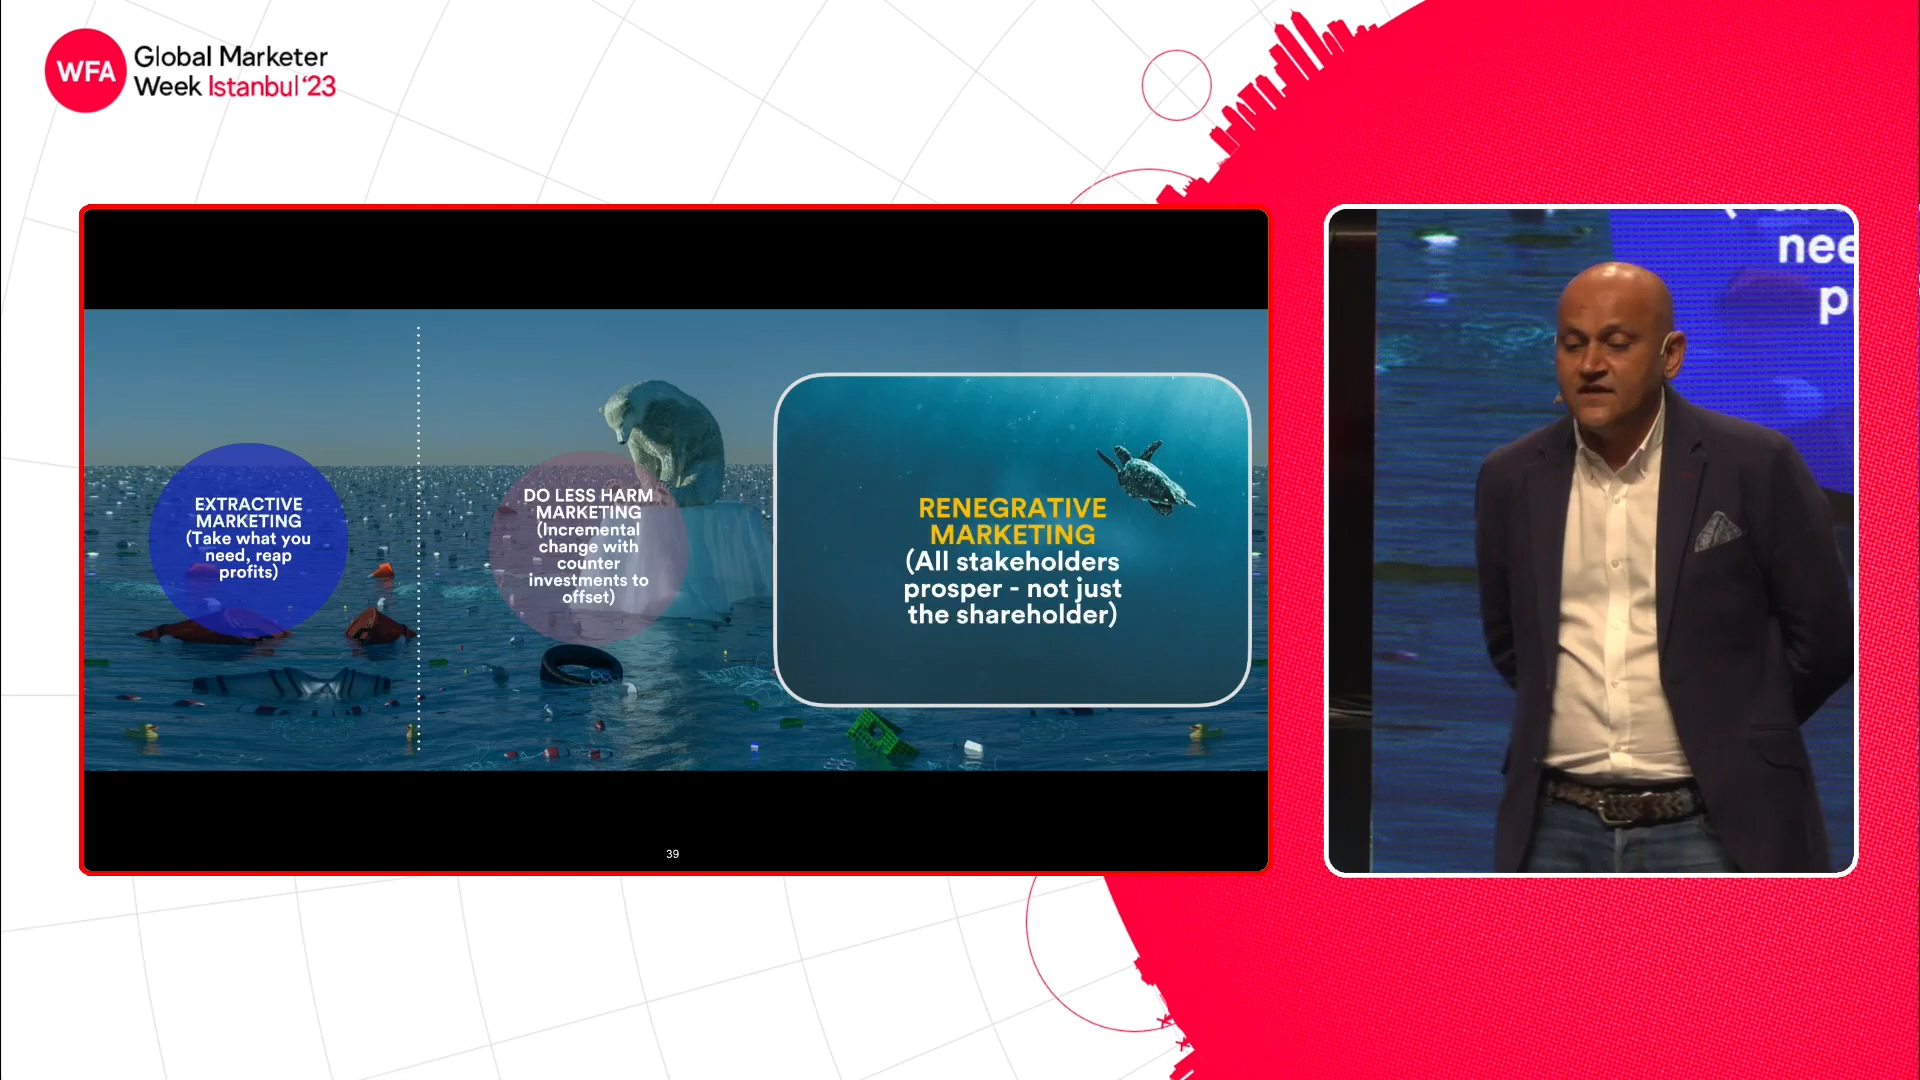 WFA
Global Marketer
Week Istanbul '23
EXTRACTIVE
MARKETING
(Take what you
need, reap
profits)
DO LESS HARM
MARKETING
(Incremental
change with
counter
investments to
offset)
RENEGRATIVE
MARKETING
(All stakeholders
prosper - not just
the shareholder)
39